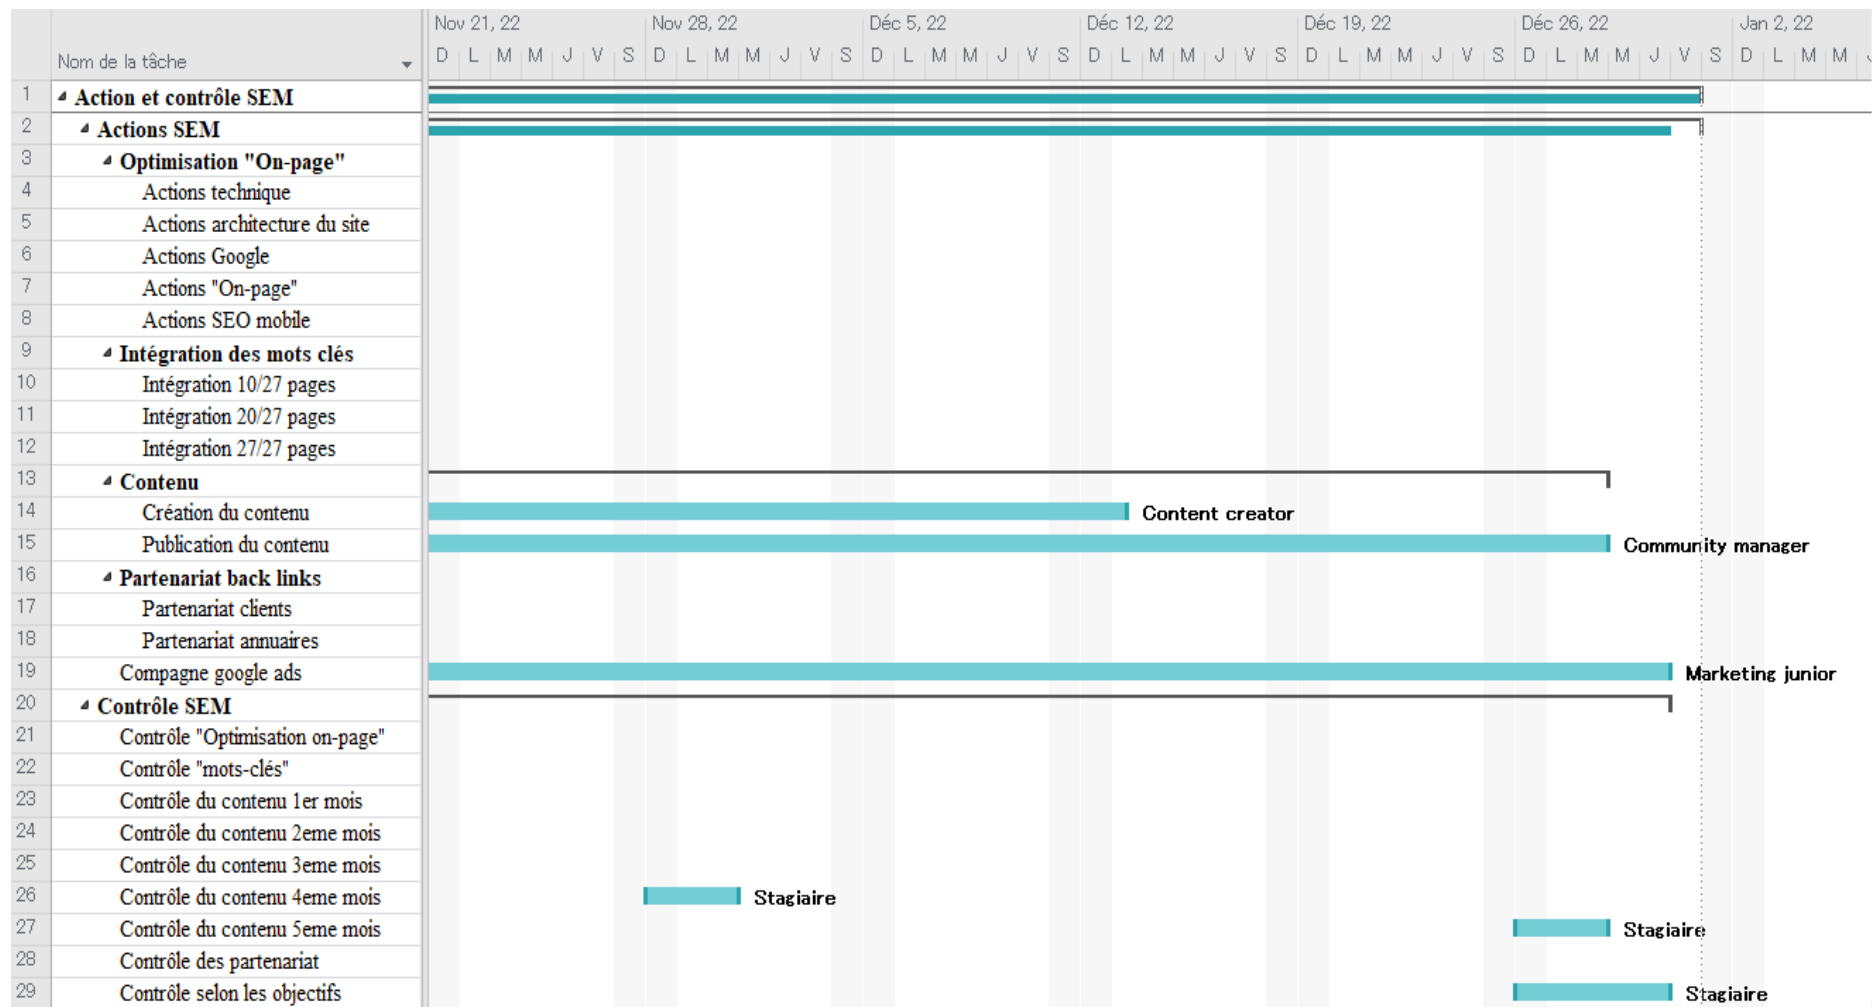 Nov 21, 22 Nov 28, 22 Déc 5, 22 Déc 12, 22 Déc 19, 22 Déc 26, 22 Jan 2, 22
Nom de la tâche D L M M J V S D L M M J V S D L M M J V S D L M M J V S D L M M J V S D L M M J V S D L M M
1 Action et contrôle SEM
2 Actions SEM
3 Optimisation "On-page"
4 Actions technique
5 Actions architecture du site
6 Actions Google
7 Actions "On-page"
8 Actions SEO mobile
9 Intégration des mots clés
10 Intégration 10/27 pages
11 Intégration 20/27 pages
12 Intégration 27/27 pages
13 Contenu
14 Création du contenu Content creator
15 Publication du contenu Community manager
16 Partenariat back links
17 Partenariat clients
18 Partenariat annuaires
19 Compagne google ads Marketing junior
20 Contrôle SEM
21 Contrôle "Optimisation on-page"
22 Contrôle "mots-clés"
23 Contrôle du contenu 1er mois
24 Contrôle du contenu 2eme mois
25 Contrôle du contenu 3eme mois
26 Contrôle du contenu 4eme mois Stagiaire
27 Contrôle du contenu 5eme mois Stagiaire
28 Contrôle des partenariat
29 Contrôle selon les objectifs Stagiaire